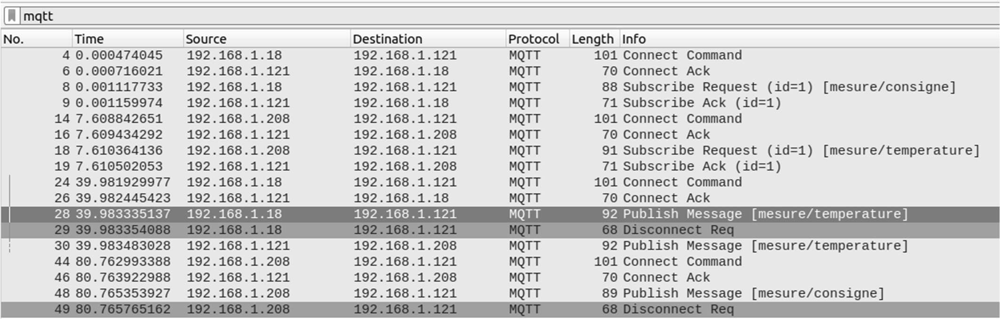 mqtt
No. Time Source Destination Protocol Length Info
4 0.000474045 192.168.1.18 192.168.1.121 MQTT 101 Connect Command
6 0.000716021 192.168.1.121 192.168.1.18 MQTT 70 Connect Ack
8 0.001117733 192.168.1.18 192.168.1.121 MQTT 88 Subscribe Request (id=1) [mesure/consigne]
9 0.001159974 192.168.1.121 192.168.1.18 MQTT 71 Subscribe Ack (id=1)
14 7.608842651 192.168.1.208 192.168.1.121 MQTT 101 Connect Command
16 7.609434292 192.168.1.121 192.168.1.208 MQTT 70 Connect Ack
18 7.610364136 192.168.1.208 192.168.1.121 MQTT 91 Subscribe Request (id=1) [mesure/temperature]
19 7.610502053 192.168.1.121 192.168.1.208 MQTT 71 Subscribe Ack (id=1)
24 39.981929977 192.168.1.18 192.168.1.121 MQTT 101 Connect Command
26 39.982445423 192.168.1.121 192.168.1.18 MQTT 70 Connect Ack
28 39.983335137 192.168.1.18 192.168.1.121 MQTT 92 Publish Message [mesure/temperature]
29 39.983354088 192.168.1.18 192.168.1.121 MQTT 68 Disconnect Req
30 39.983483028 192.168.1.121 192.168.1.208 MQTT 92 Publish Message [mesure/temperature]
44 80.762993388 192.168.1.208 192.168.1.121 MQTT 101 Connect Command
46 80.763922988 192.168.1.121 192.168.1.208 MQTT 70 Connect Ack
48 80.765353927 192.168.1.208 192.168.1.121 MQTT 89 Publish Message [mesure/consigne]
49 80.765765162 192.168.1.208 192.168.1.121 MQTT 68 Disconnect Req